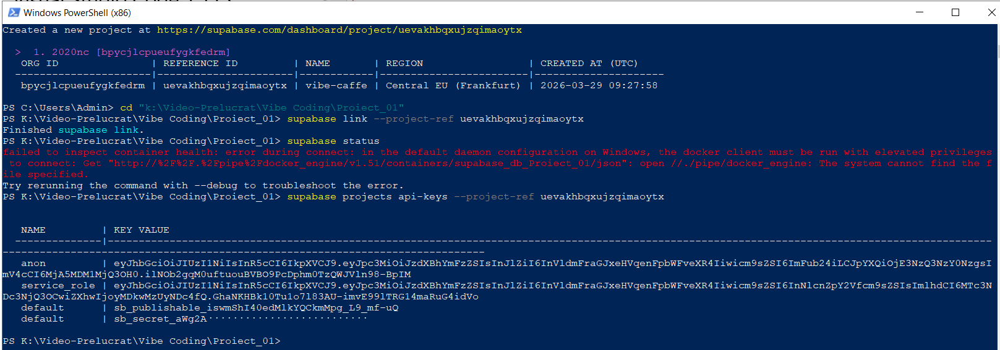 Windows PowerShell (x86)
Created a new project at https://supabase.com/dashboard/project/uevakhbqxujzqimaoytx
> 1. 2020nc [bpycjlcpueufygkfedrm]
ORG ID | REFERENCE ID | NAME | REGION | CREATED AT (UTC)
----------------------|----------------------|------------|------------------------|---------------------
bpycjlcpueufygkfedrm | uevakhbqxujzqimaoytx | vibe-caffe | Central EU (Frankfurt) | 2026-03-29 09:27:58
PS C:\Users\Admin> cd "k:\Video-Prelucrat\Vibe Coding\Proiect_01"
PS K:\Video-Prelucrat\Vibe Coding\Proiect_01> supabase link --project-ref uevakhbqxujzqimaoytx
Finished supabase link.
PS K:\Video-Prelucrat\Vibe Coding\Proiect_01> supabase status
failed to inspect container health: error during connect: in the default daemon configuration on Windows, the docker client must be run with elevated privileges
to connect: Get "http://%2F%2F.%2Fpipe%2Fdocker_engine/v1.51/containers/supabase_db_Proiect_01/json": open //./pipe/docker_engine: The system cannot find the f
ile specified.
Try rerunning the command with --debug to troubleshoot the error.
PS K:\Video-Prelucrat\Vibe Coding\Proiect_01> supabase projects api-keys --project-ref uevakhbqxujzqimaoytx
NAME | KEY VALUE
anon | eyJhbGciOiJIUzI1NiIsInR5cCI6IkpXVCJ9.eyJpc3MiOiJzdXBhYmFzZSIsInJlZiI6InVldmFraGJxeHVqenFpbWFveXR4Iiwicm9sZSI6ImFub24iLCJpYXQiOjE3NzQ3NzY0NzgsI
mV4cCI6MjA5MDM1MjQ3OH0.ilNOb2gqM0uftuouBVBO9PcDphm0TzQWJVln98-BpIM
service_role | eyJhbGciOiJIUzI1NiIsInR5cCI6IkpXVCJ9.eyJpc3MiOiJzdXBhYmFzZSIsInJlZiI6InVldmFraGJxeHVqenFpbWFveXR4Iiwicm9sZSI6InNlcnZpY2Vfcm9sZSIsImlhdCI6MTc3N
Dc3NjQ3OCwiZXhwIjoyMDkwMzUyNDc4fQ.GhaNKHBk10Tu1o7l83AU-imvE99lTRG14maRuG4idVo
default | sb_publishable_iswmShI40edMlkYQCkmMpg_L9_mf-uQ
default | sb_secret_aWg2A··························
PS K:\Video-Prelucrat\Vibe Coding\Proiect_01>